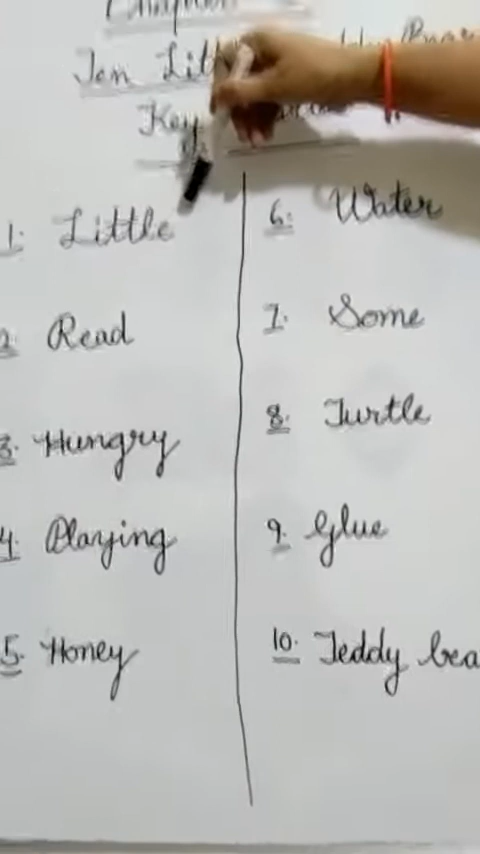 Chapter
Ten
Key
1. Little
2. Read
3. Hungry
4. Playing
5. Honey
6. Water
7. Some
8. Turtle
9. Glue
10. Teddy bea